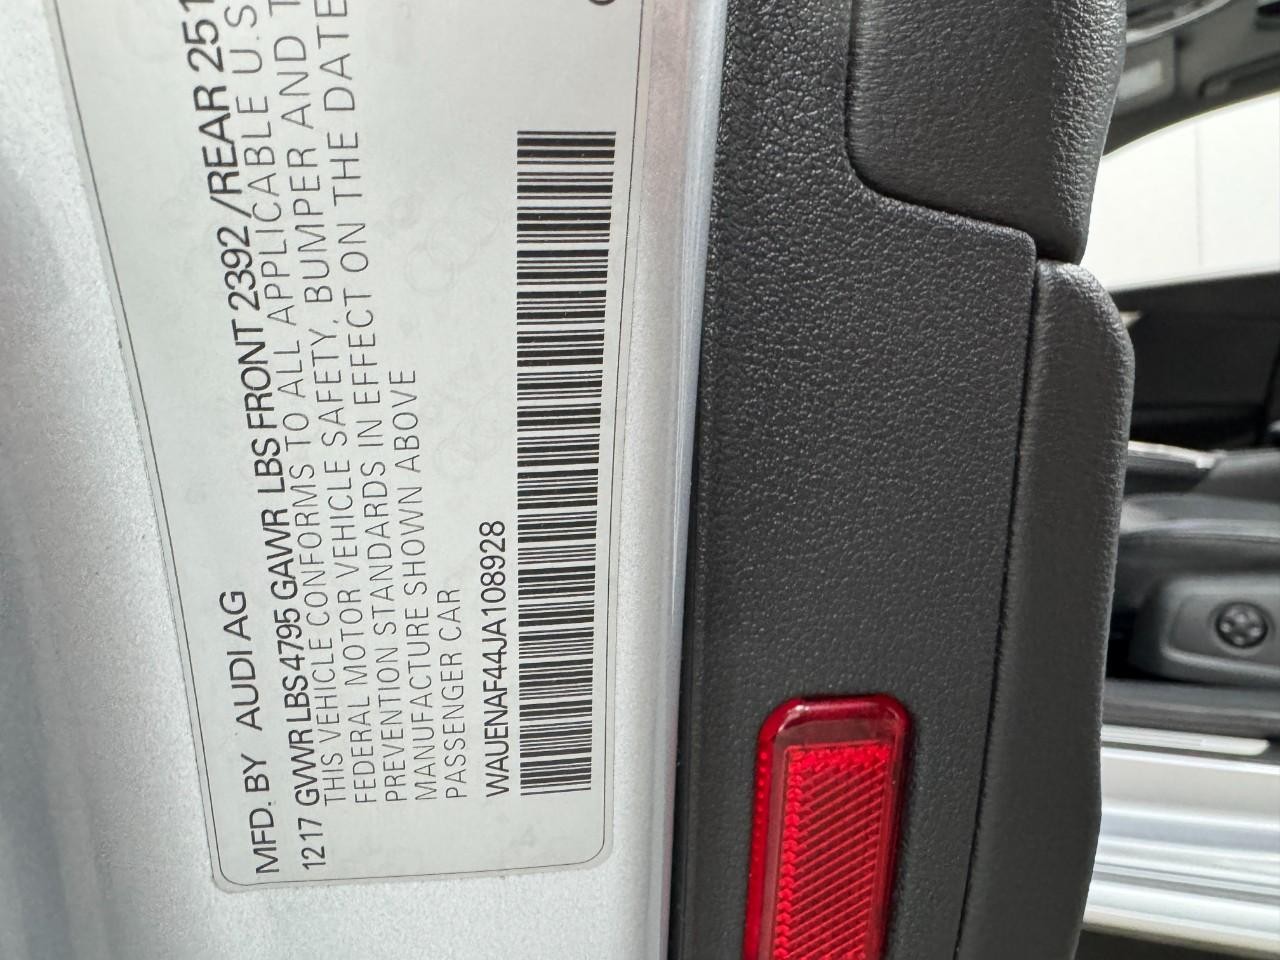 MFD. BY AUDI AG
12 17 GVWR LBS 4795 GAWR LBS FRONT 2392 /REAR 251
THIS VEHICLE CONFORMS TO ALL APPLICABLE U.S
FEDERAL MOTOR VEHICLE SAFETY, BUMPER AND T
PREVENTION STANDARDS IN EFFECT ON THE DATE
MANUFACTURE SHOWN ABOVE
PASSENGER CAR
WAUENAF44JA108928